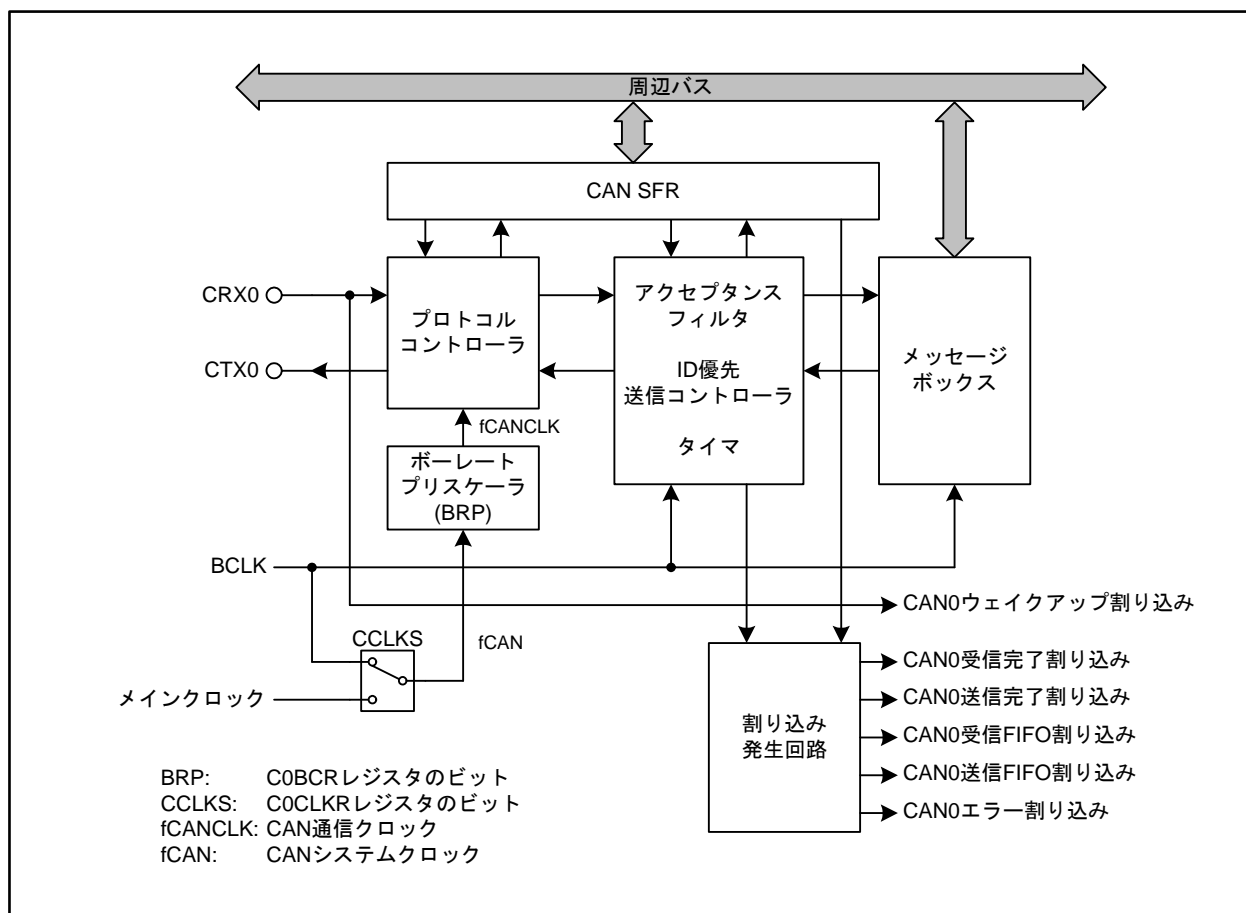 周辺バス
CAN SFR
CRX0
CTX0
プロトコル
コントローラ
アクセプタンス
フィルタ
ID優先
送信コントローラ
タイマ
メッセージ
ボックス
fCANCLK
ボーレート
プリスケーラ
(BRP)
BCLK
CCLKS
fCAN
メインクロック
CAN0ウェイクアップ割り込み
割り込み
発生回路
CAN0受信完了割り込み
CAN0送信完了割り込み
CAN0受信FIFO割り込み
CAN0送信FIFO割り込み
CAN0エラー割り込み
BRP: C0BCRレジスタのビット
CCLKS: C0CLKRレジスタのビット
fCANCLK: CAN通信クロック
fCAN: CANシステムクロック